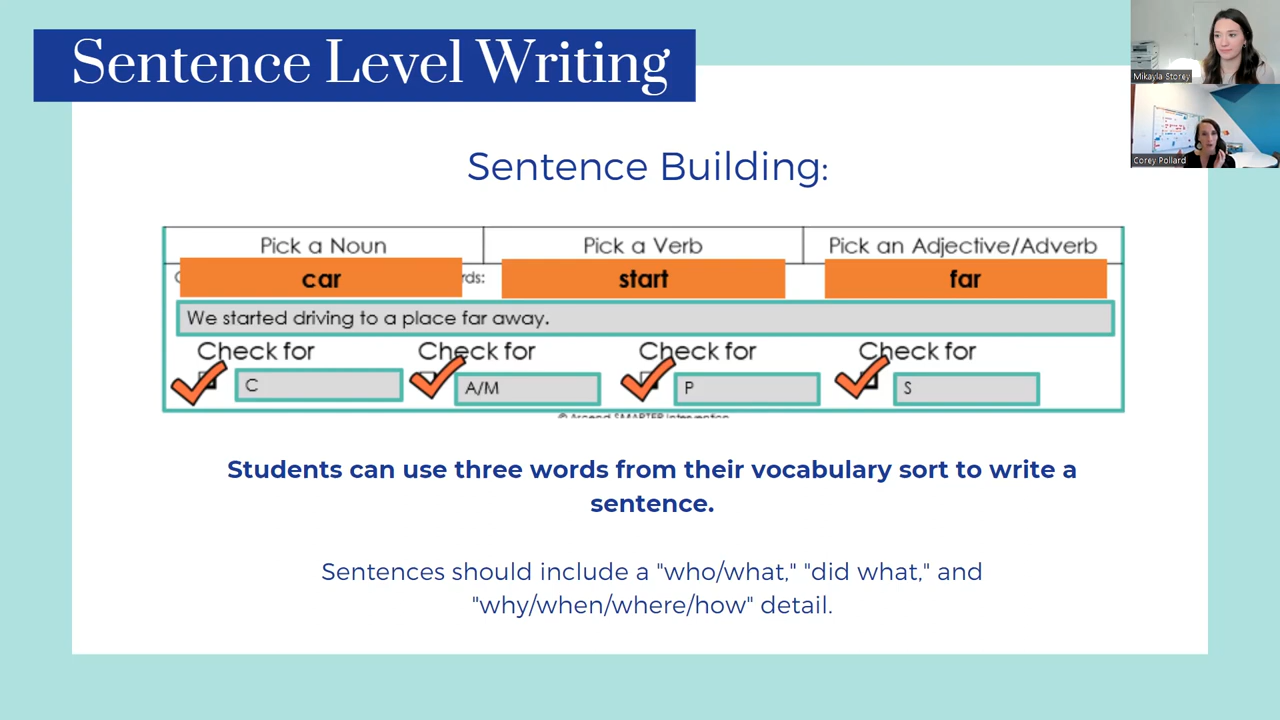 Sentence Level Writing
Mikayla Storey
Corey Pollard
Sentence Building:
Pick a Noun Pick a Verb Pick an Adjective/Adverb
car start far
We started driving to a place far away.
Check for Check for Check for Check for
C A/M P S
© Ascend SMARTER Intervention
Students can use three words from their vocabulary sort to write a
sentence.
Sentences should include a "who/what," "did what," and
"why/when/where/how" detail.